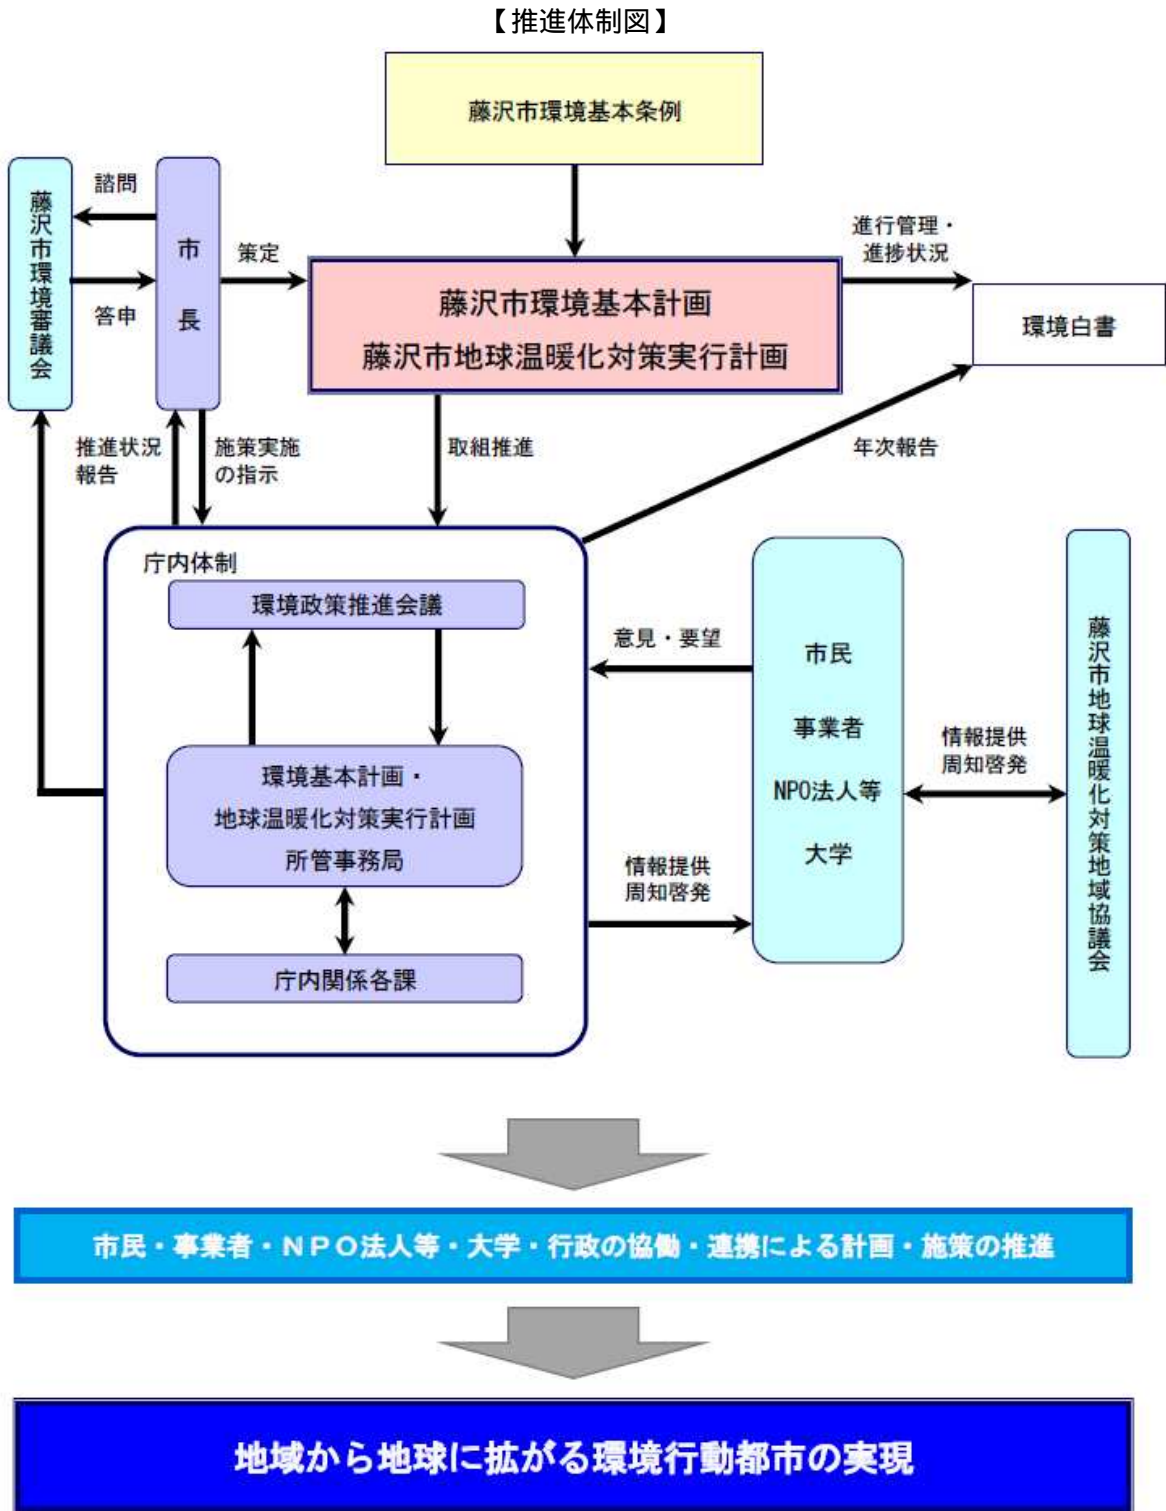 【推進体制図】
藤沢市環境基本条例
藤沢市環境審議会
諮問
答申
市長
策定
藤沢市環境基本計画
藤沢市地球温暖化対策実行計画
進行管理・
進捗状況
環境白書
推進状況
報告
施策実施
の指示
取組推進
年次報告
庁内体制
環境政策推進会議
環境基本計画・
地球温暖化対策実行計画
所管事務局
庁内関係各課
意見・要望
情報提供
周知啓発
市民
事業者
NPO法人等
大学
情報提供
周知啓発
藤沢市地球温暖化対策地域協議会
市民・事業者・ＮＰＯ法人等・大学・行政の協働・連携による計画・施策の推進
地域から地球に拡がる環境行動都市の実現